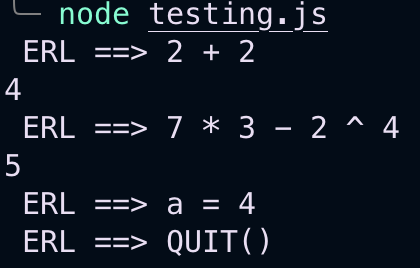 └─ node testing.js
ERL ==> 2 + 2
4
ERL ==> 7 * 3 - 2 ^ 4
5
ERL ==> a = 4
ERL ==> QUIT()